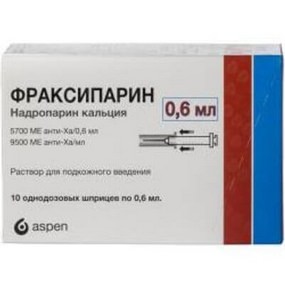 ФРАКСИПАРИН
Надропарин кальция
0,6 мл
5700 МЕ анти-Ха/0,6 мл
9500 МЕ анти-Ха/мл
Раствор для подкожного введения
10 однодозовых шприцев по 0,6 мл.
aspen